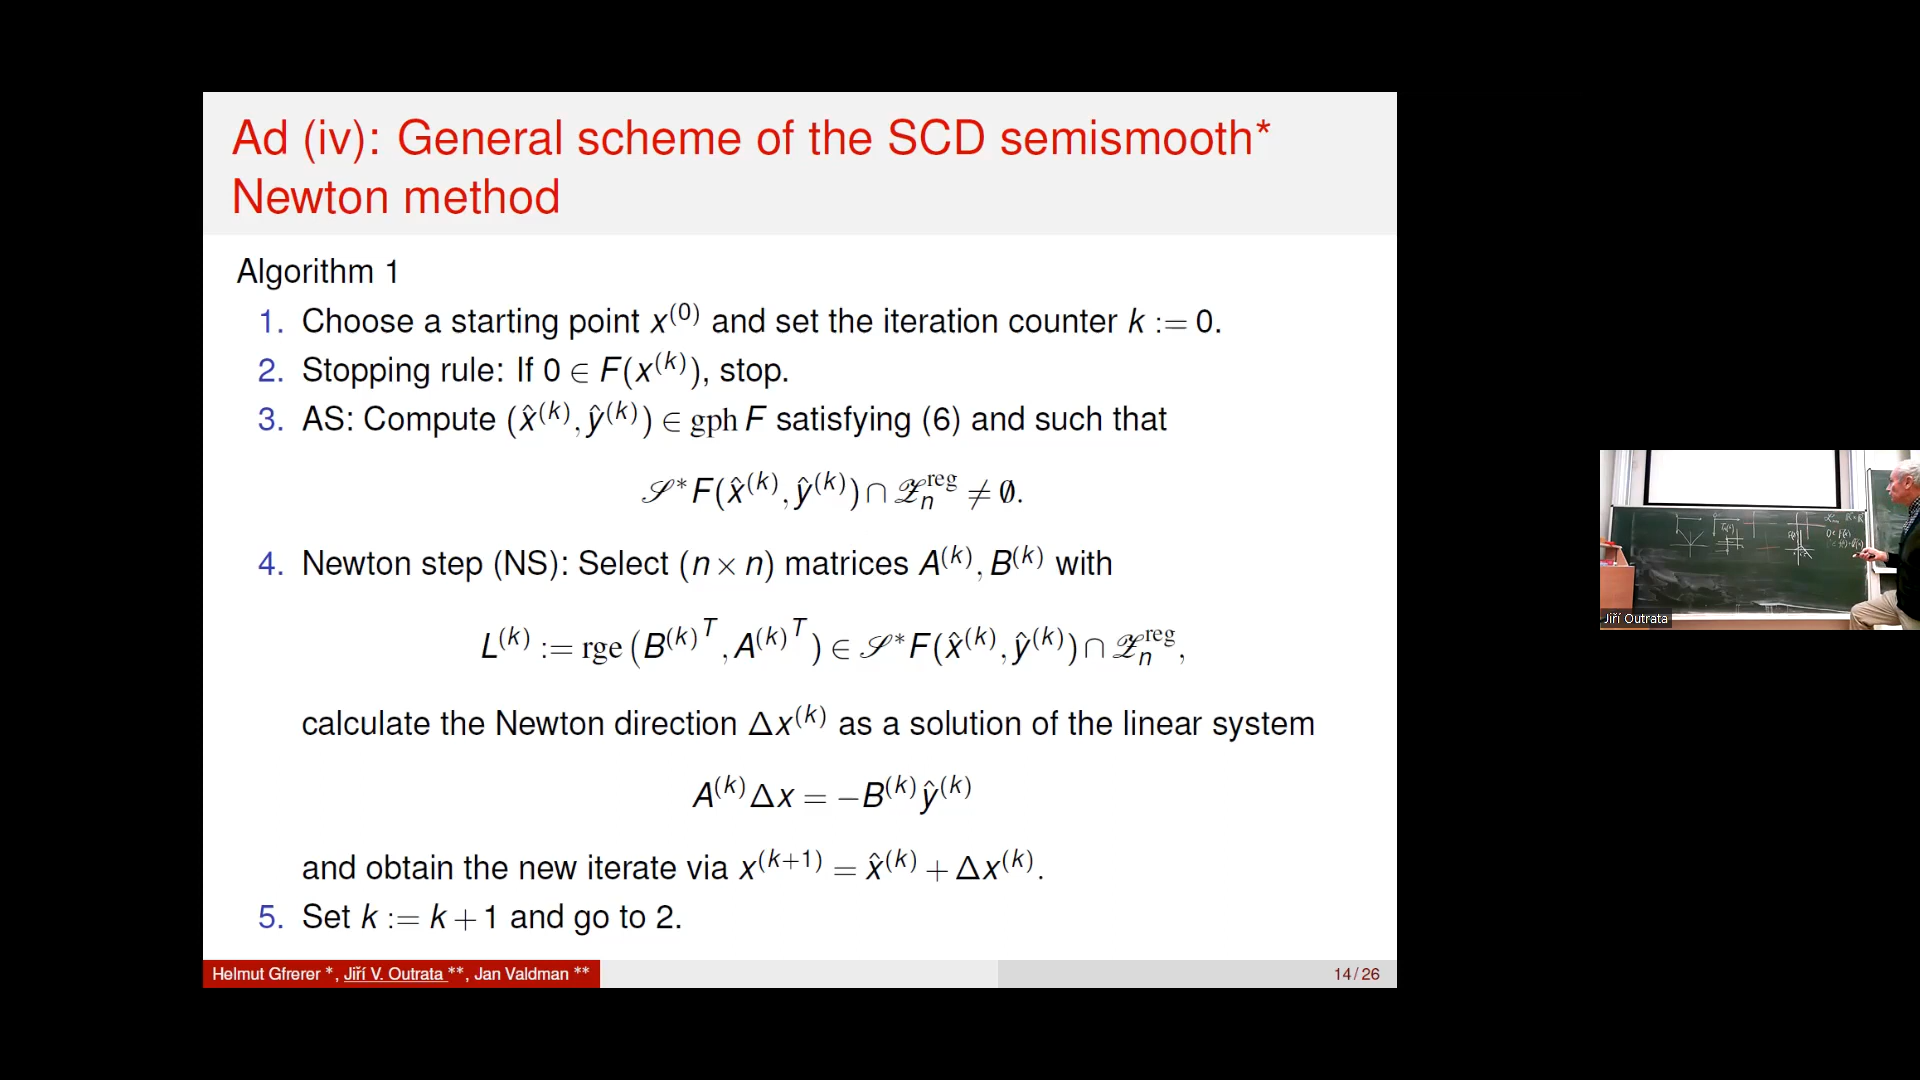 Ad (iv): General scheme of the SCD semismooth*
Newton method
Algorithm 1
1. Choose a starting point x^(0) and set the iteration counter k := 0.
2. Stopping rule: If 0 ∈ F(x^(k)), stop.
3. AS: Compute (x̂^(k), ŷ^(k)) ∈ gph F satisfying (6) and such that
𝒮*F(x̂^(k), ŷ^(k)) ∩ 𝒵_n^reg ≠ ∅.
4. Newton step (NS): Select (n × n) matrices A^(k), B^(k) with
L^(k) := rge (B^(k)^T, A^(k)^T) ∈ 𝒮*F(x̂^(k), ŷ^(k)) ∩ 𝒵_n^reg,
calculate the Newton direction Δx^(k) as a solution of the linear system
A^(k)Δx = −B^(k)ŷ^(k)
and obtain the new iterate via x^(k+1) = x̂^(k) + Δx^(k).
5. Set k := k + 1 and go to 2.
Helmut Gfrerer *, Jiří V. Outrata **, Jan Valdman **
14 / 26
Jiří Outrata